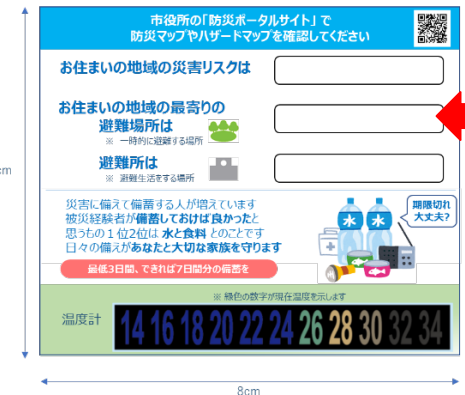 市役所の「防災ポータルサイト」で
防災マップやハザードマップを確認してください
お住まいの地域の災害リスクは
お住まいの地域の最寄りの
避難場所は
※ 一時的に避難する場所
避難所は
※ 避難生活をする場所
災害に備えて備蓄する人が増えています
被災経験者が備蓄しておけば良かったと
思うもの1位2位は 水と食料 とのことです
日々の備えがあなたと大切な家族を守ります
最低3日間、できれば7日間分の備蓄を
期限切れ
大丈夫?
水 水
※ 緑色の数字が現在温度を示します
温度計 14 16 18 20 22 24 26 28 30 32 34
cm
8cm